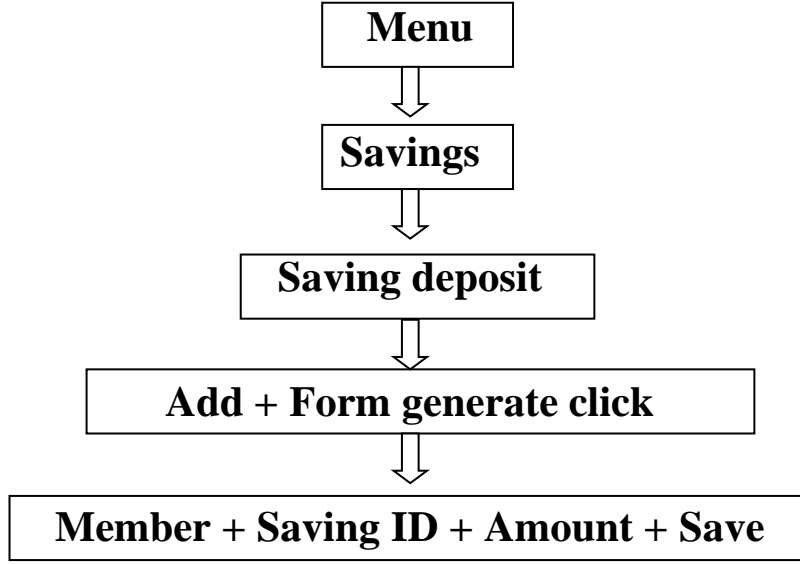 Menu
Savings
Saving deposit
Add + Form generate click
Member + Saving ID + Amount + Save